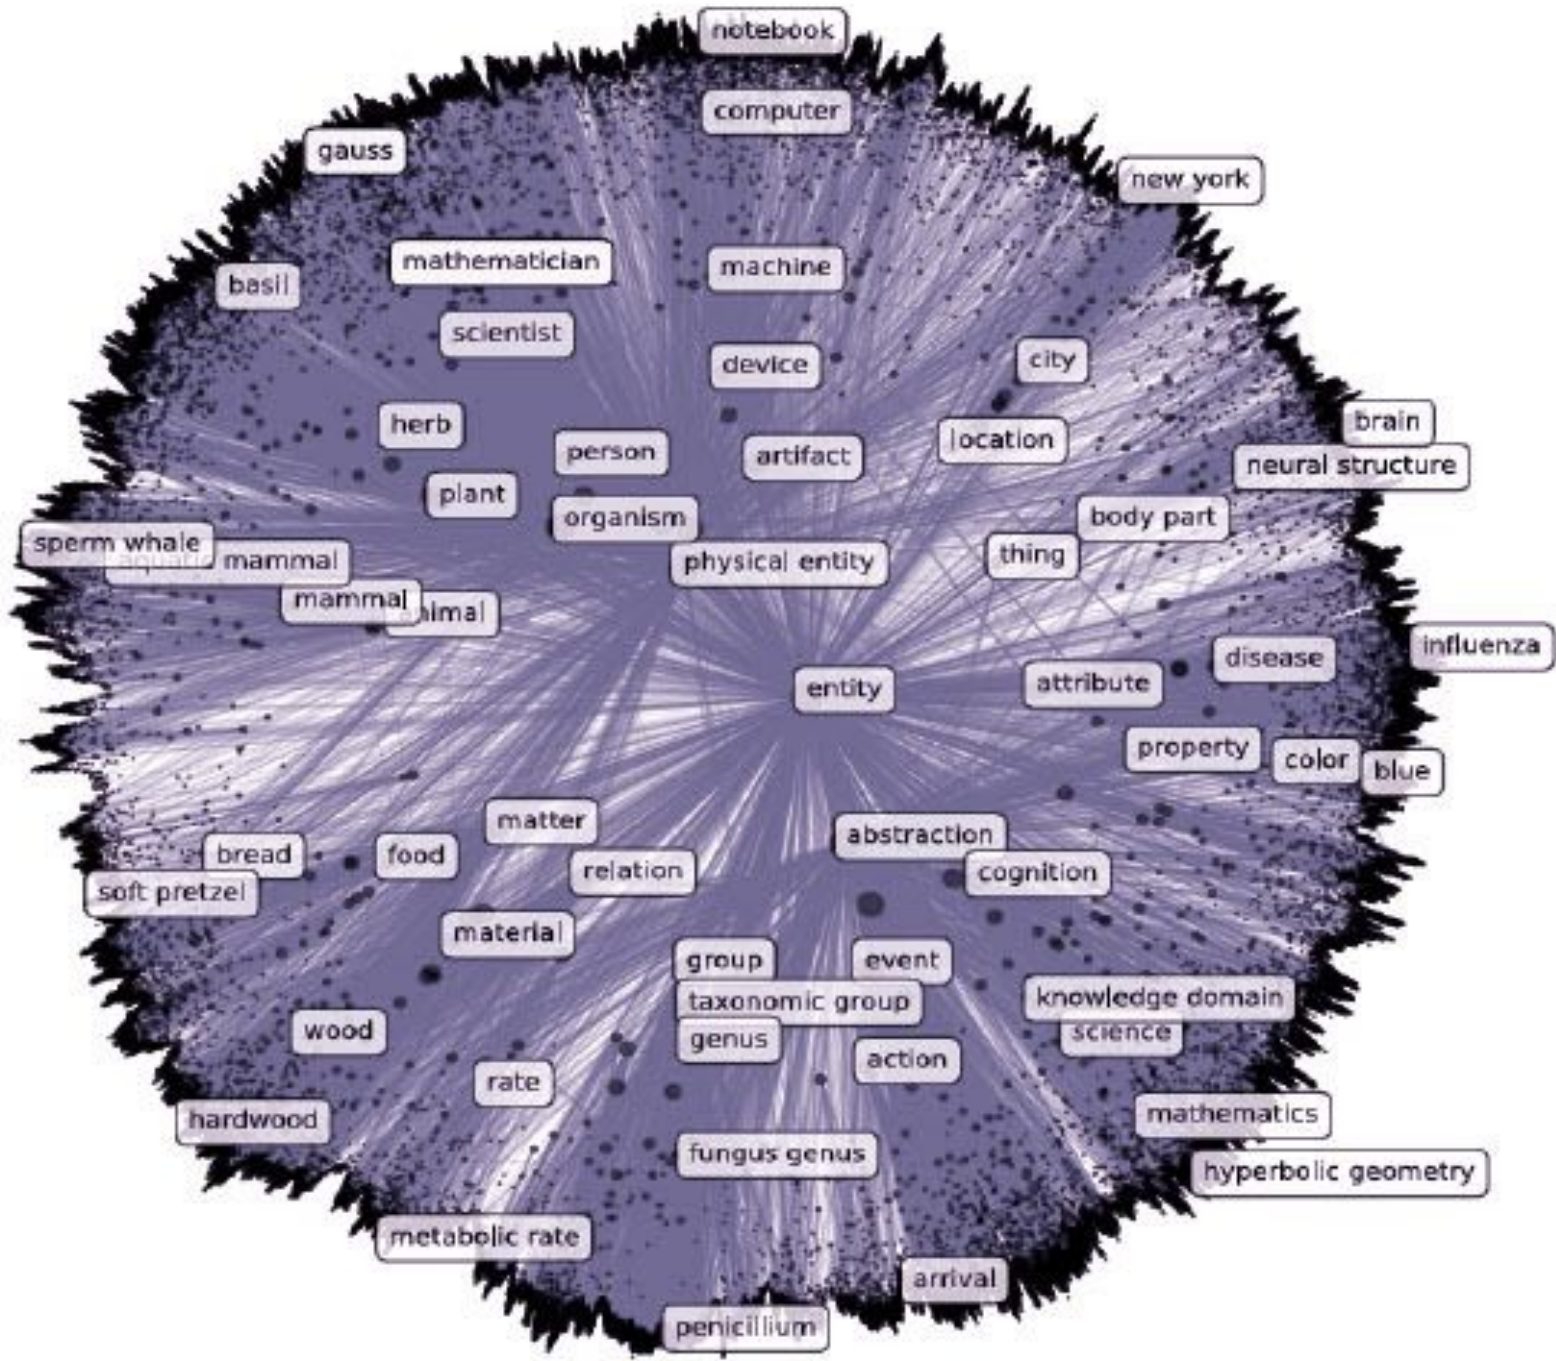 notebook
computer
gauss
new york
mathematician
machine
basil
scientist
device
city
herb
person
artifact
location
brain
neural structure
plant
organism
body part
sperm whale
aquatic mammal
physical entity
thing
mammal
animal
influenza
disease
entity
attribute
property
color
blue
matter
abstraction
bread
food
relation
cognition
soft pretzel
material
group
event
taxonomic group
knowledge domain
wood
genus
science
action
rate
hardwood
mathematics
fungus genus
hyperbolic geometry
metabolic rate
arrival
penicillium